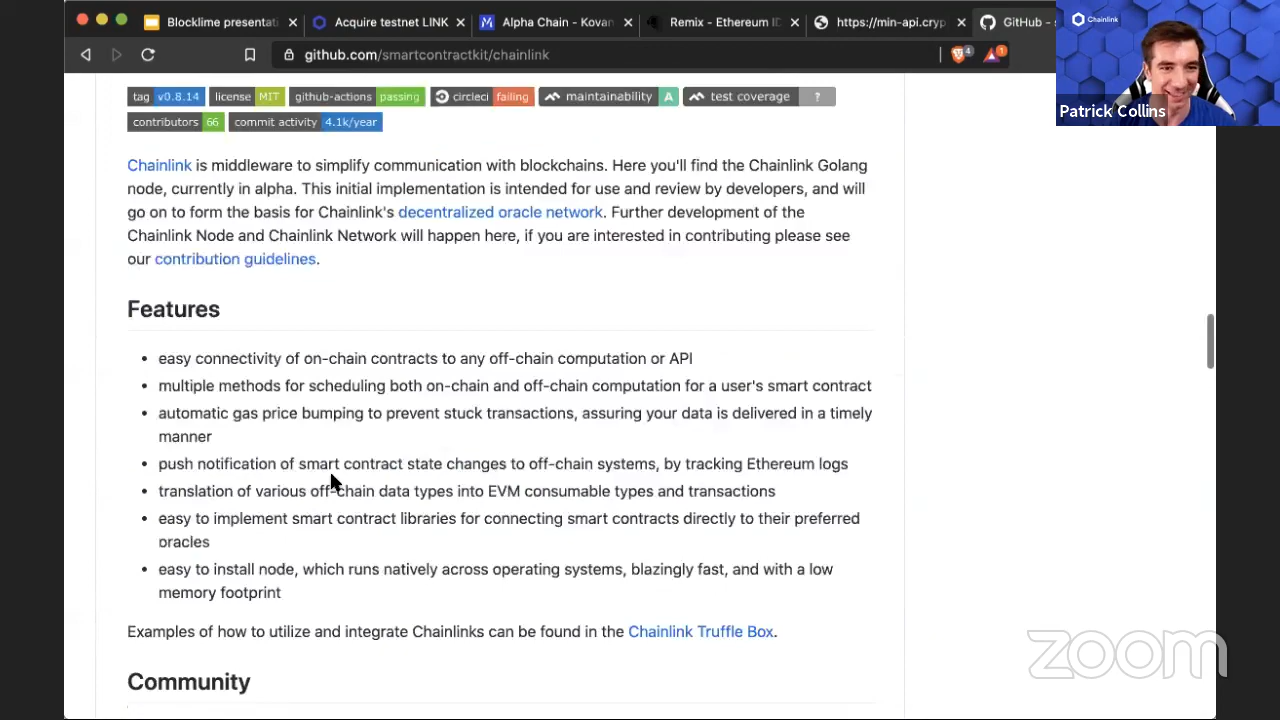 Blocklime presentati
Acquire testnet LINK
Alpha Chain - Kovan
Remix - Ethereum ID
https://min-api.cryp
GitHub - s
github.com/smartcontractkit/chainlink
4
1
Chainlink
Patrick Collins
tag v0.8.14
license MIT
github-actions passing
circleci failing
maintainability A
test coverage ?
contributors 66
commit activity 4.1k/year
Chainlink is middleware to simplify communication with blockchains. Here you'll find the Chainlink Golang
node, currently in alpha. This initial implementation is intended for use and review by developers, and will
go on to form the basis for Chainlink's decentralized oracle network. Further development of the
Chainlink Node and Chainlink Network will happen here, if you are interested in contributing please see
our contribution guidelines.
Features
• easy connectivity of on-chain contracts to any off-chain computation or API
• multiple methods for scheduling both on-chain and off-chain computation for a user's smart contract
• automatic gas price bumping to prevent stuck transactions, assuring your data is delivered in a timely
manner
• push notification of smart contract state changes to off-chain systems, by tracking Ethereum logs
• translation of various off-chain data types into EVM consumable types and transactions
• easy to implement smart contract libraries for connecting smart contracts directly to their preferred
oracles
• easy to install node, which runs natively across operating systems, blazingly fast, and with a low
memory footprint
Examples of how to utilize and integrate Chainlinks can be found in the Chainlink Truffle Box.
Community
zoom